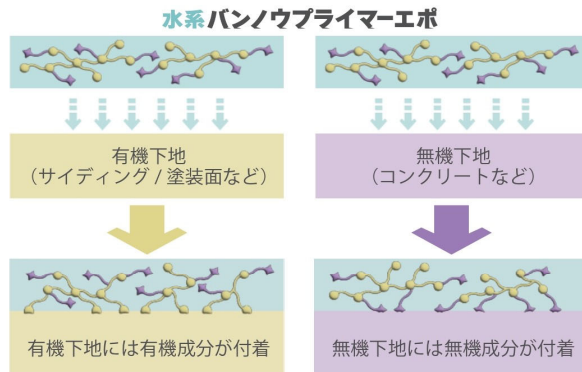 水系バンノウプライマーエポ
有機下地
（サイディング / 塗装面など）
無機下地
（コンクリートなど）
有機下地には有機成分が付着
無機下地には無機成分が付着